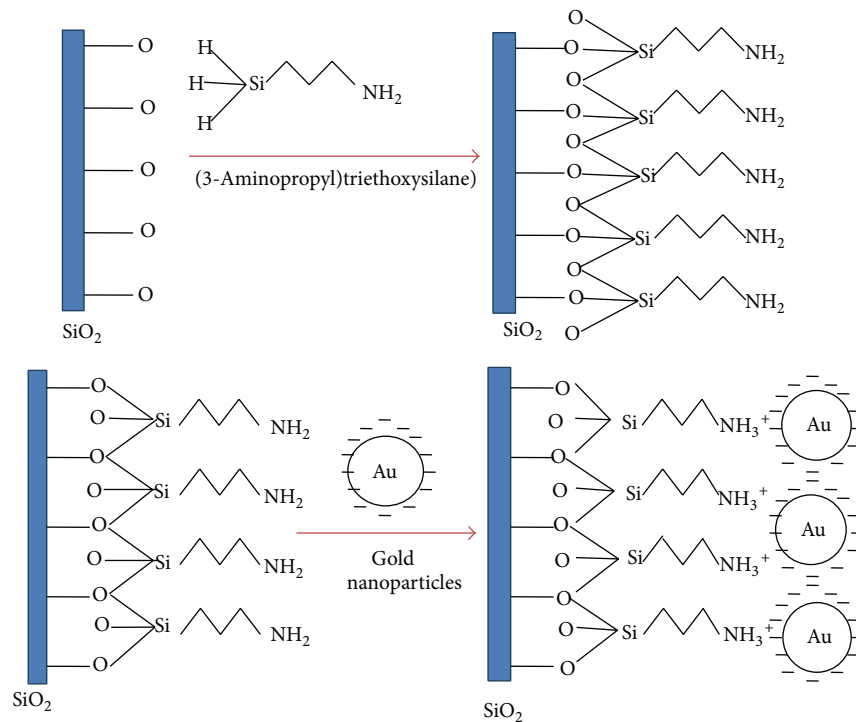 O
O
O
O
O
SiO₂
H
H Si
NH₂
H
(3-Aminopropyl)triethoxysilane)
O
O Si NH₂
O
O Si NH₂
O
O Si NH₂
O
O Si NH₂
O
O Si NH₂
O
SiO₂
O
O Si NH₂
O
O Si NH₂
O
O Si NH₂
O
O Si NH₂
O
SiO₂
Au
Gold
nanoparticles
O
O Si NH₃⁺ Au
O
O Si NH₃⁺
Au
O
O Si NH₃⁺
O
O Si NH₃⁺ Au
O
SiO₂